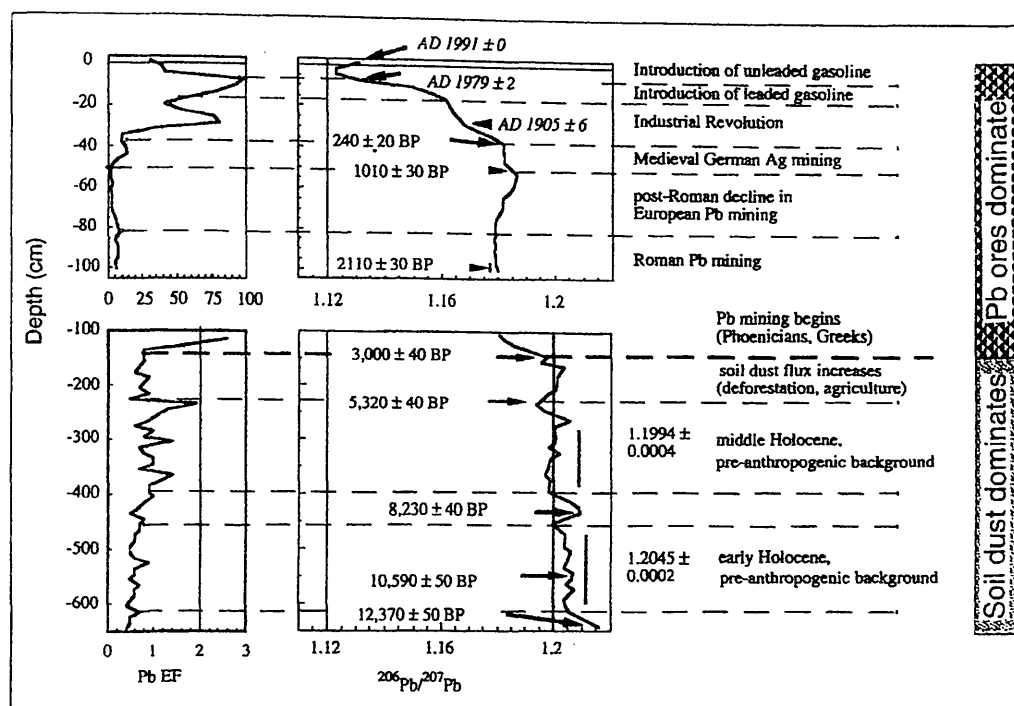 AD 1991 ± 0
AD 1979 ± 2
AD 1905 ± 6
240 ± 20 BP
1010 ± 30 BP
2110 ± 30 BP
0
-20
-40
-60
-80
-100
0 25 50 75 100
1.12 1.16 1.2
Introduction of unleaded gasoline
Introduction of leaded gasoline
Industrial Revolution
Medieval German Ag mining
post-Roman decline in
European Pb mining
Roman Pb mining
Depth (cm)
-100
-200
-300
-400
-500
-600
0 1 2 3
Pb EF
3,000 ± 40 BP
5,320 ± 40 BP
8,230 ± 40 BP
10,590 ± 50 BP
12,370 ± 50 BP
1.12 1.16 1.2
206Pb/207Pb
Pb mining begins
(Phoenicians, Greeks)
soil dust flux increases
(deforestation, agriculture)
1.1994 ±
0.0004
middle Holocene,
pre-anthropogenic background
1.2045 ±
0.0002
early Holocene,
pre-anthropogenic background
Pb ores dominate
Soil dust dominates